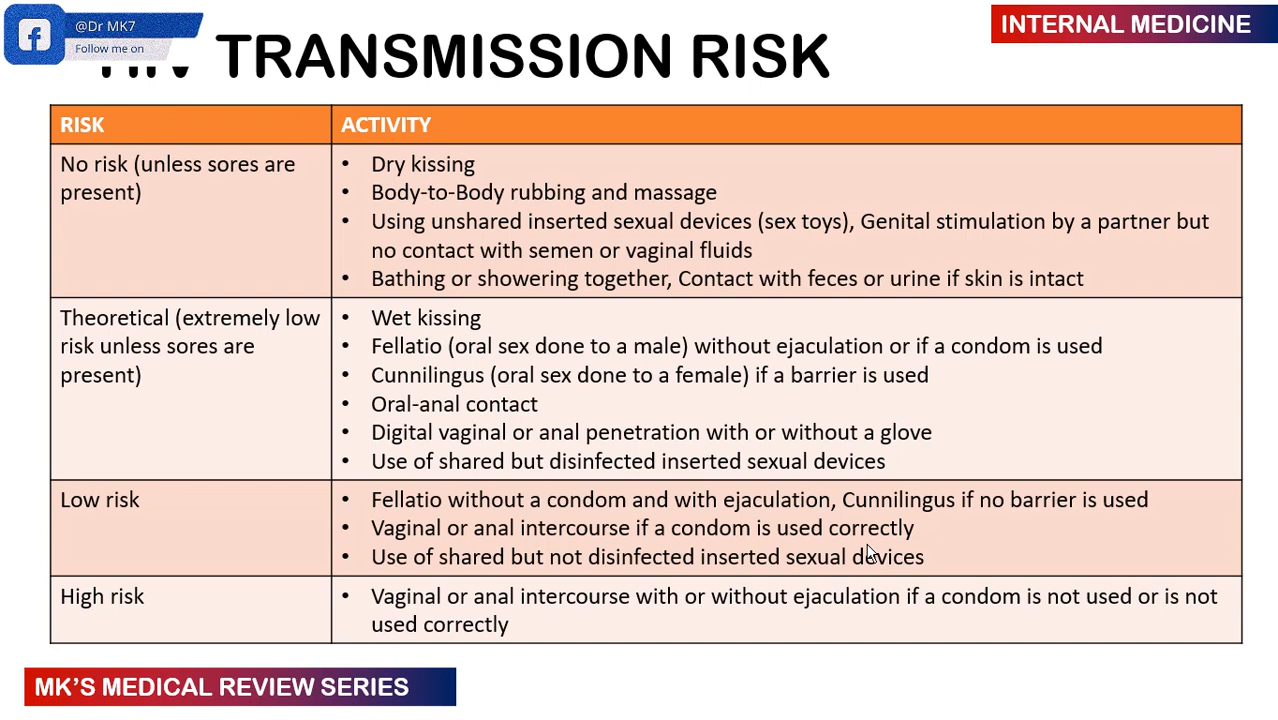 @Dr MK7
Follow me on
INTERNAL MEDICINE
TRANSMISSION RISK
RISK
ACTIVITY
No risk (unless sores are
present)
• Dry kissing
• Body-to-Body rubbing and massage
• Using unshared inserted sexual devices (sex toys), Genital stimulation by a partner but
no contact with semen or vaginal fluids
• Bathing or showering together, Contact with feces or urine if skin is intact
Theoretical (extremely low
risk unless sores are
present)
• Wet kissing
• Fellatio (oral sex done to a male) without ejaculation or if a condom is used
• Cunnilingus (oral sex done to a female) if a barrier is used
• Oral-anal contact
• Digital vaginal or anal penetration with or without a glove
• Use of shared but disinfected inserted sexual devices
Low risk
• Fellatio without a condom and with ejaculation, Cunnilingus if no barrier is used
• Vaginal or anal intercourse if a condom is used correctly
• Use of shared but not disinfected inserted sexual devices
High risk
• Vaginal or anal intercourse with or without ejaculation if a condom is not used or is not
used correctly
MK'S MEDICAL REVIEW SERIES